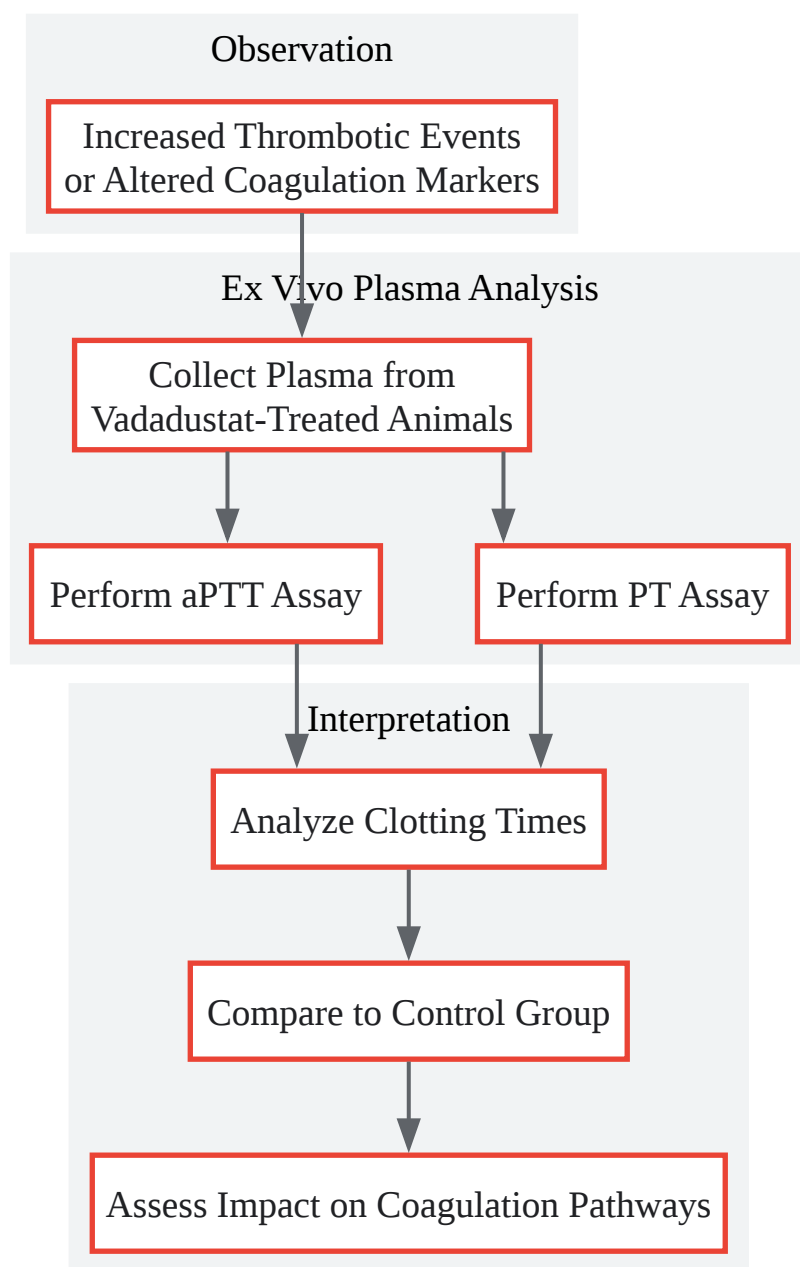 Observation
Increased Thrombotic Events
or Altered Coagulation Markers
Ex Vivo Plasma Analysis
Collect Plasma from
Vadadustat-Treated Animals
Perform aPTT Assay
Perform PT Assay
Interpretation
Analyze Clotting Times
Compare to Control Group
Assess Impact on Coagulation Pathways